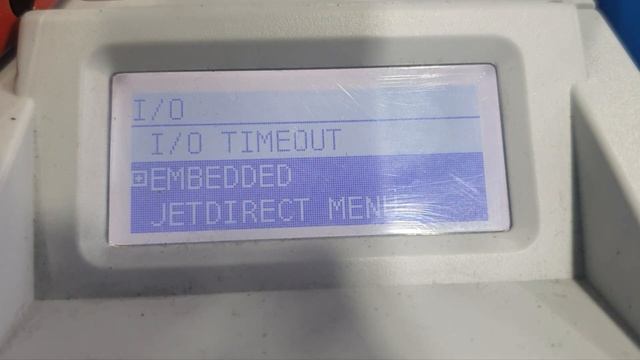 I/O
I/O TIMEOUT
EMBEDDED
JETDIRECT MENU